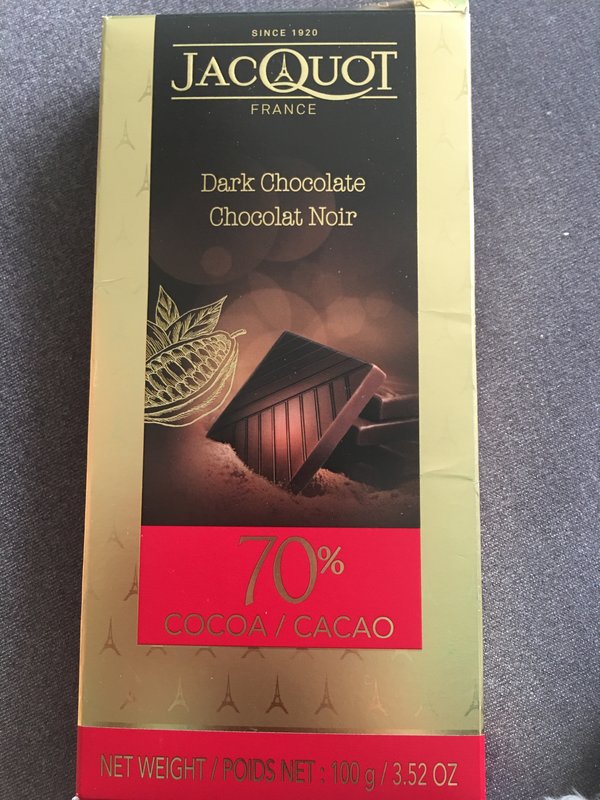 SINCE 1920
JACQUOT
FRANCE
Dark Chocolate
Chocolat Noir
70%
COCOA / CACAO
NET WEIGHT / POIDS NET : 100 g / 3.52 OZ